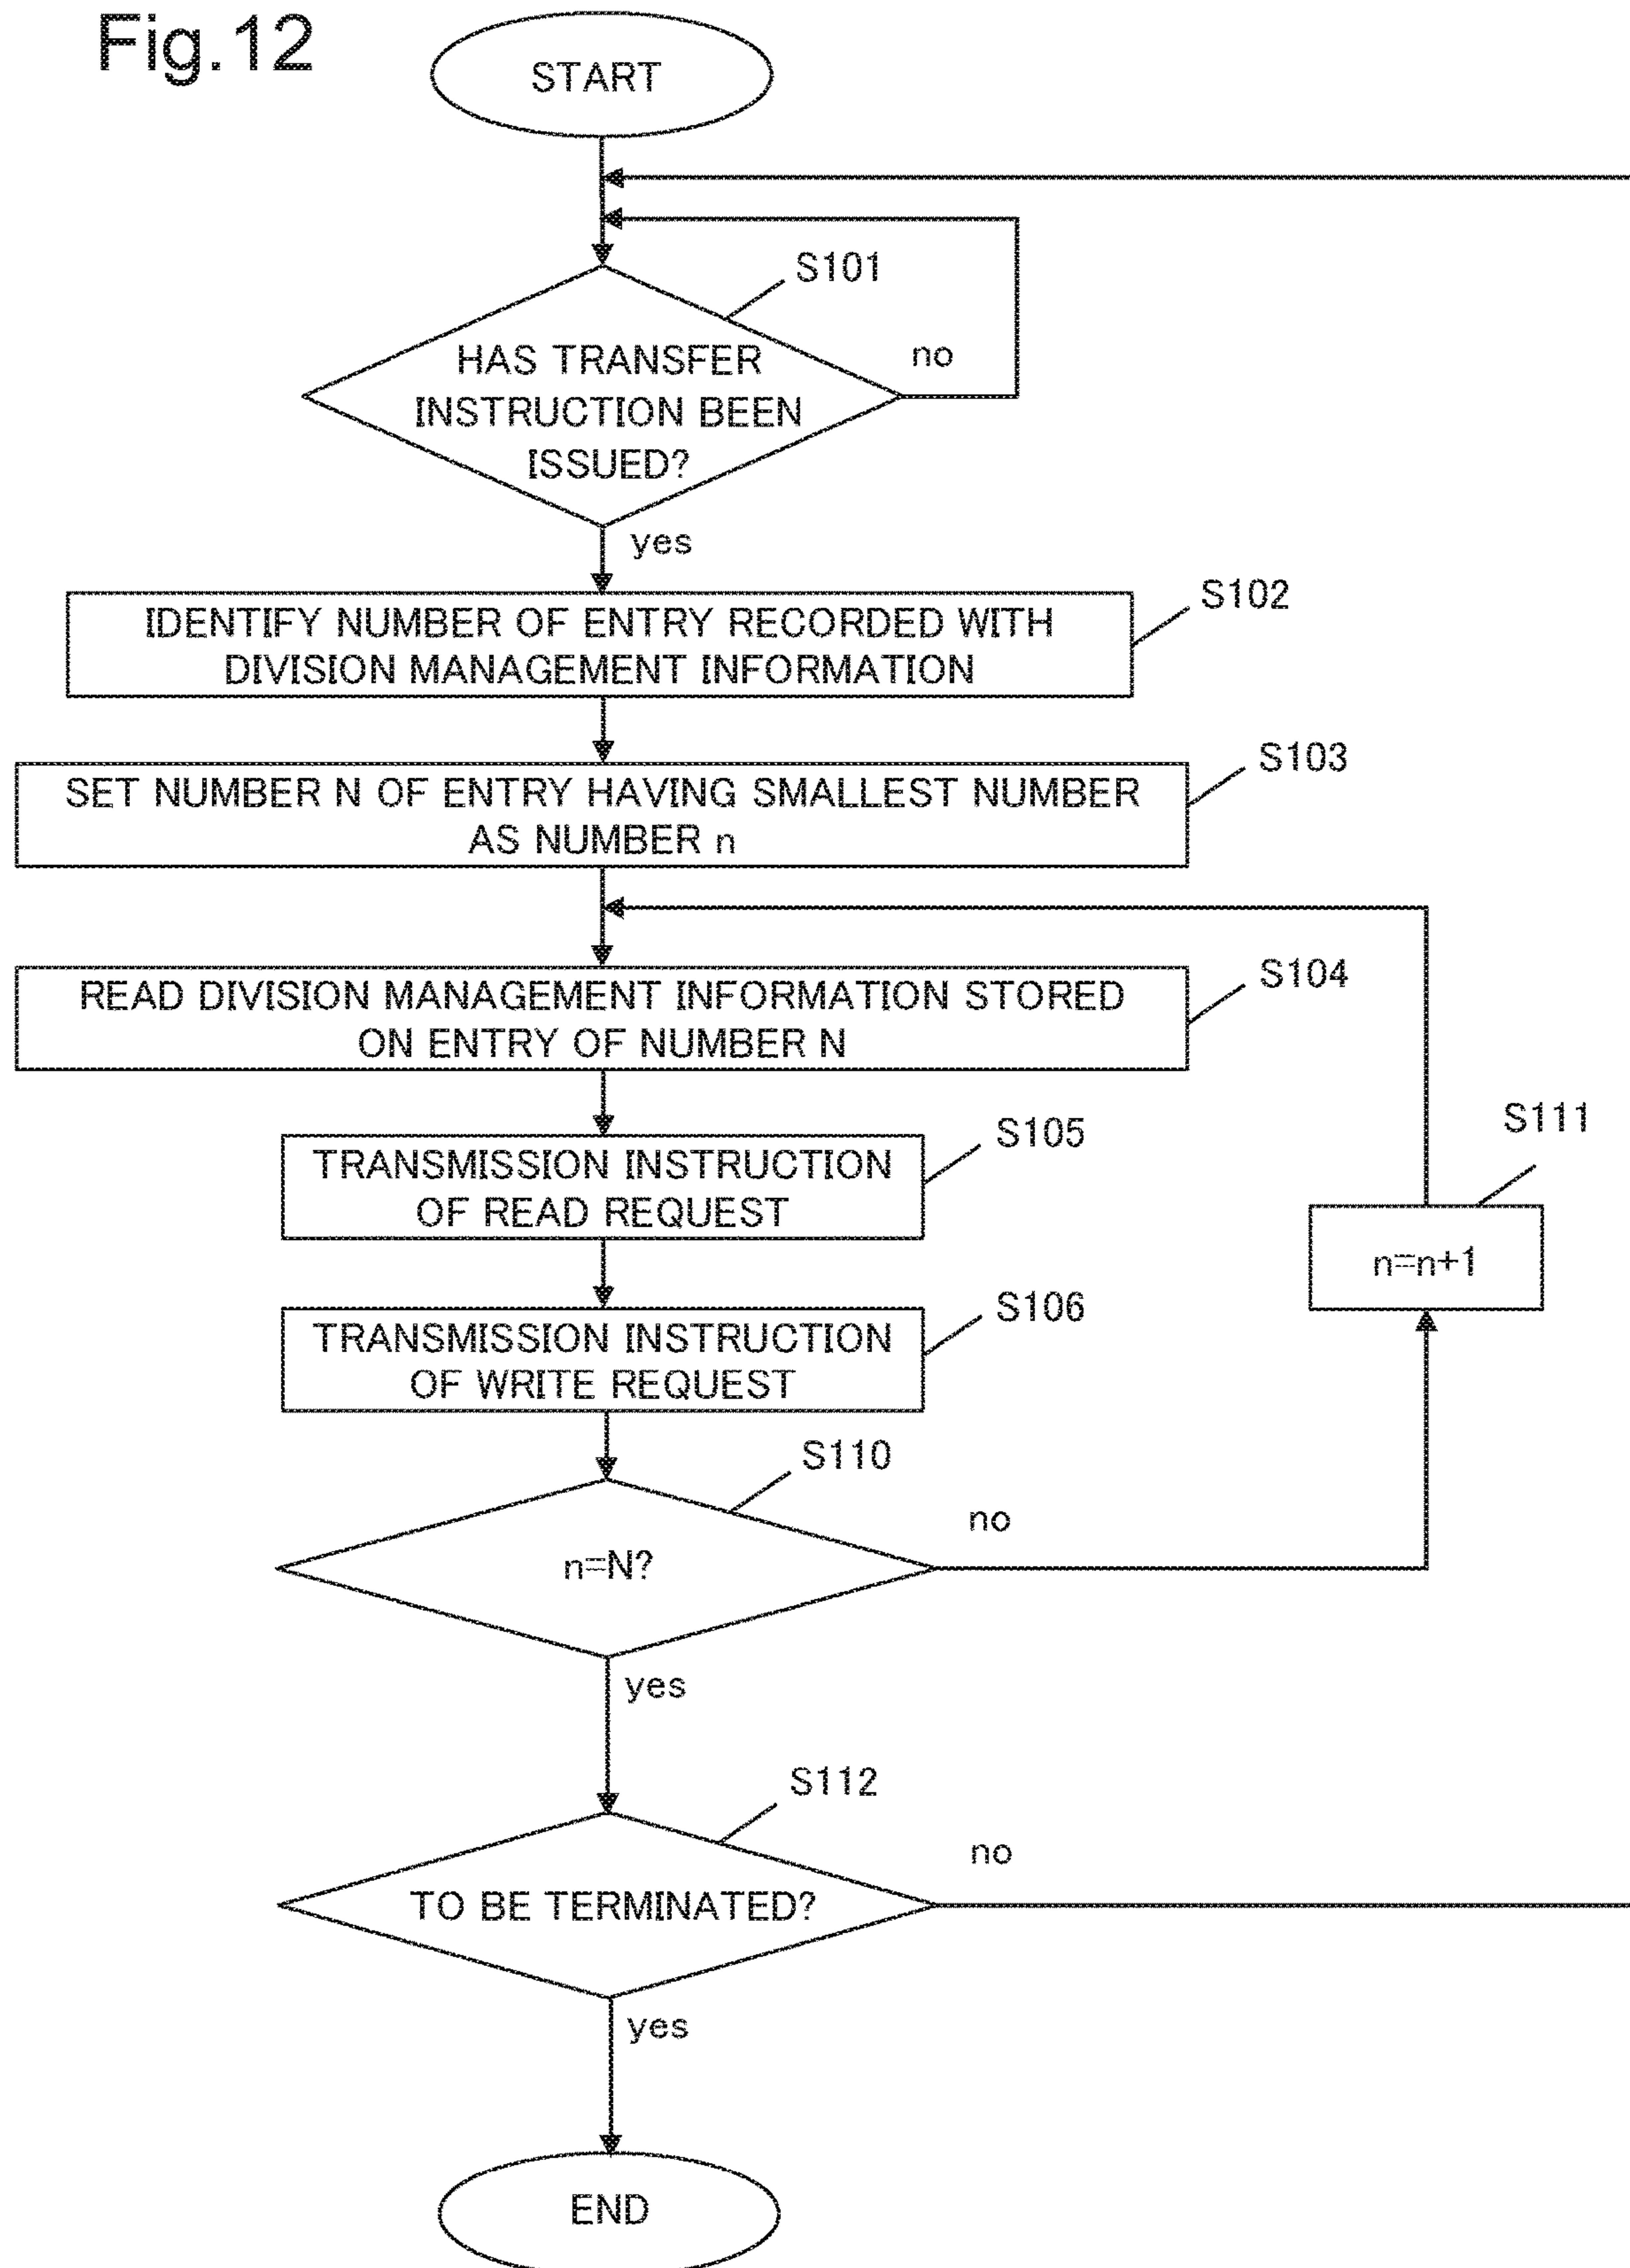 Fig.12
START
S101
HAS TRANSFER
INSTRUCTION BEEN
ISSUED?
no
yes
S102
IDENTIFY NUMBER OF ENTRY RECORDED WITH
DIVISION MANAGEMENT INFORMATION
S103
SET NUMBER N OF ENTRY HAVING SMALLEST NUMBER
AS NUMBER n
S104
READ DIVISION MANAGEMENT INFORMATION STORED
ON ENTRY OF NUMBER N
S105
TRANSMISSION INSTRUCTION
OF READ REQUEST
S111
n=n+1
S106
TRANSMISSION INSTRUCTION
OF WRITE REQUEST
S110
n=N?
no
yes
S112
TO BE TERMINATED?
no
yes
END